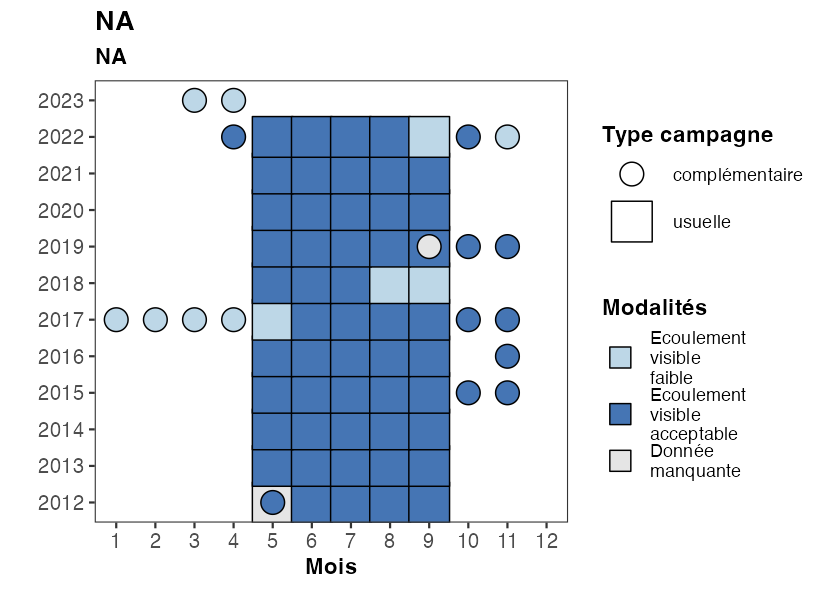 NA
NA
2023
2022
2021
2020
2019
2018
2017
2016
2015
2014
2013
2012
1 2 3 4 5 6 7 8 9 10 11 12
Mois
Type campagne
complémentaire
usuelle
Modalités
Ecoulement
visible
faible
Ecoulement
visible
acceptable
Donnée
manquante